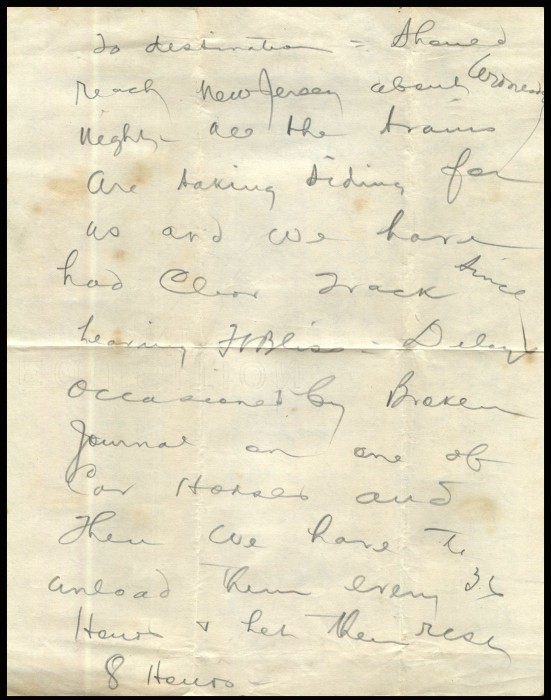 to destination = Should
reach New Jersey about Wednesday
night - all the trains
are taking siding for
us and we have
had Clear Track since
leaving Ft Bliss - Delay
occasioned by Broken
Journal on one of
Car Horses and
Then we have to
unload them every 36
Hours & let them rest
8 Hours -